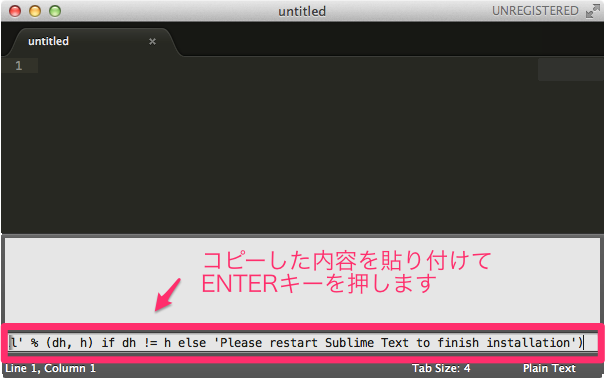 untitled
UNREGISTERED
untitled
1
コピーした内容を貼り付けて
ENTERキーを押します
l' % (dh, h) if dh != h else 'Please restart Sublime Text to finish installation')
Line 1, Column 1
Tab Size: 4
Plain Text